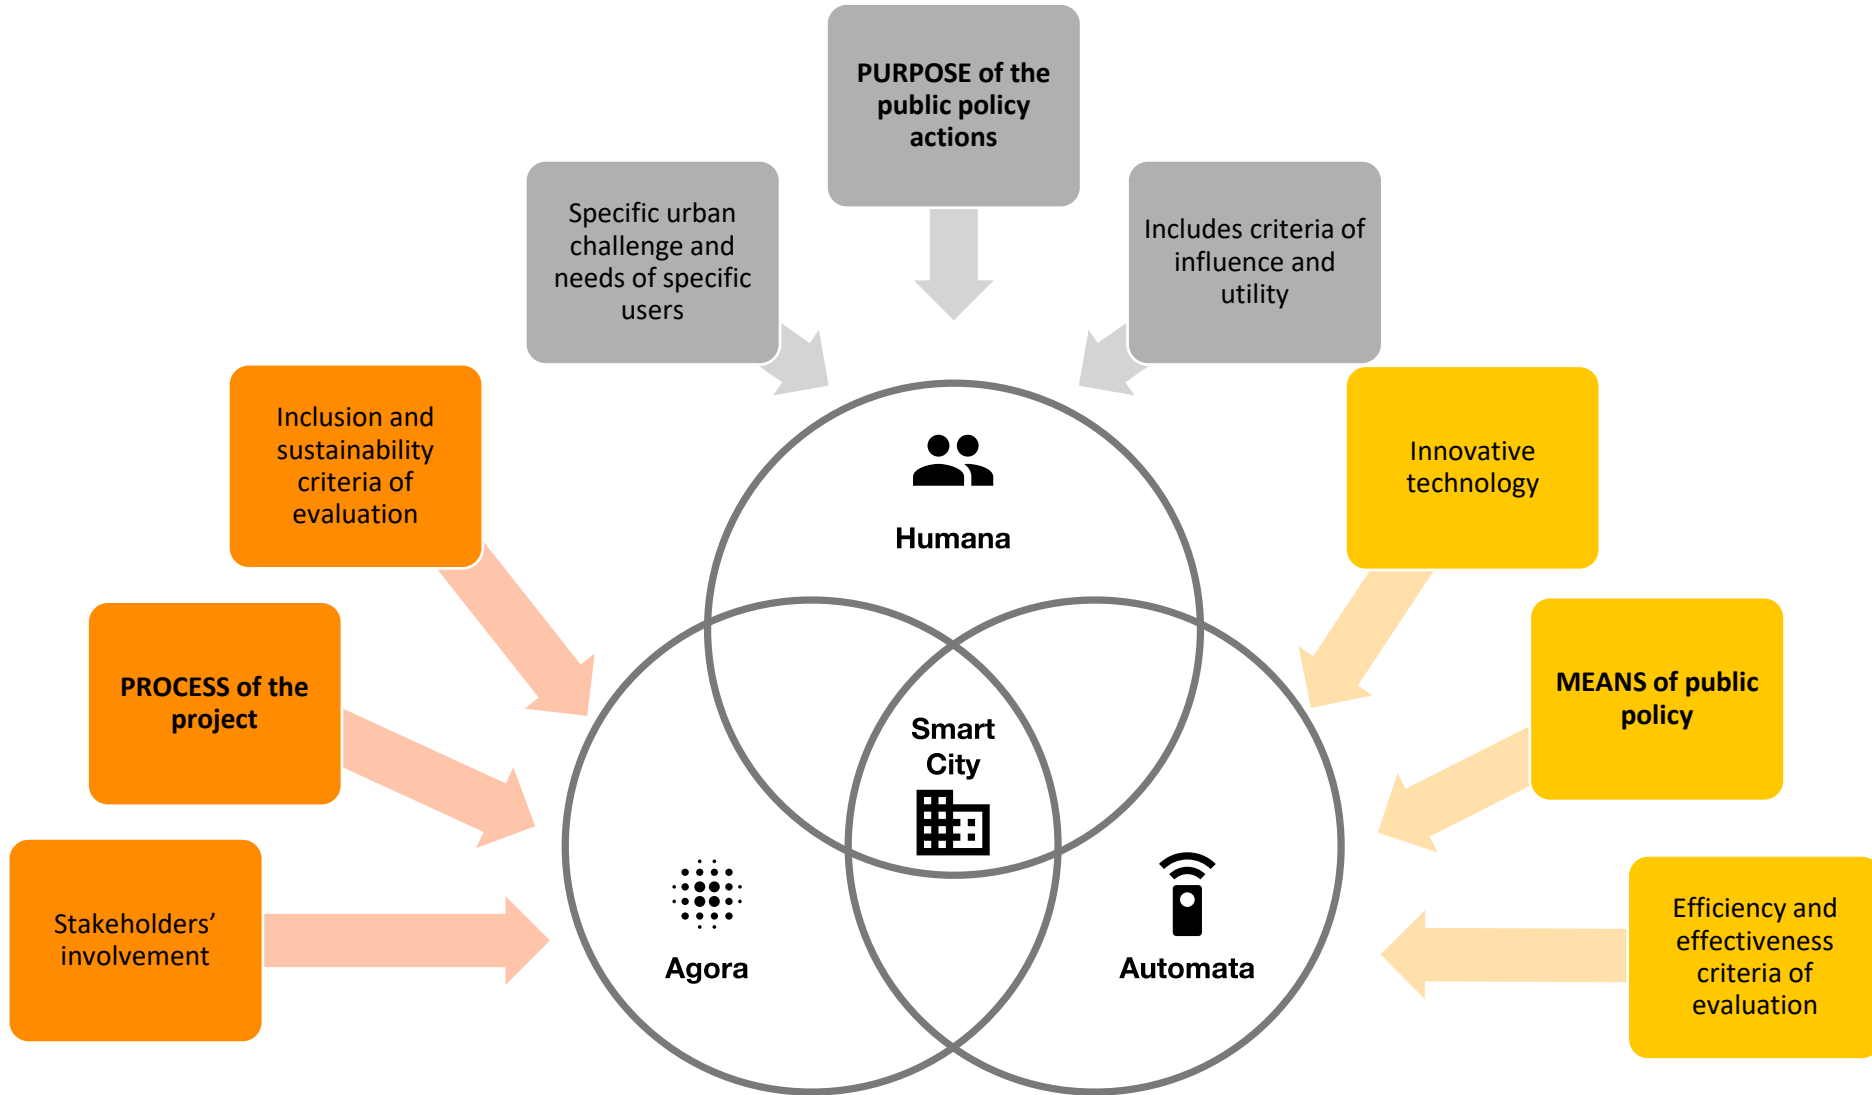 PURPOSE of the
public policy
actions
Specific urban
challenge and
needs of specific
users
Includes criteria of
influence and
utility
Inclusion and
sustainability
criteria of
evaluation
Innovative
technology
Humana
PROCESS of the
project
MEANS of public
policy
Smart
City
Stakeholders’
involvement
Agora
Automata
Efficiency and
effectiveness
criteria of
evaluation